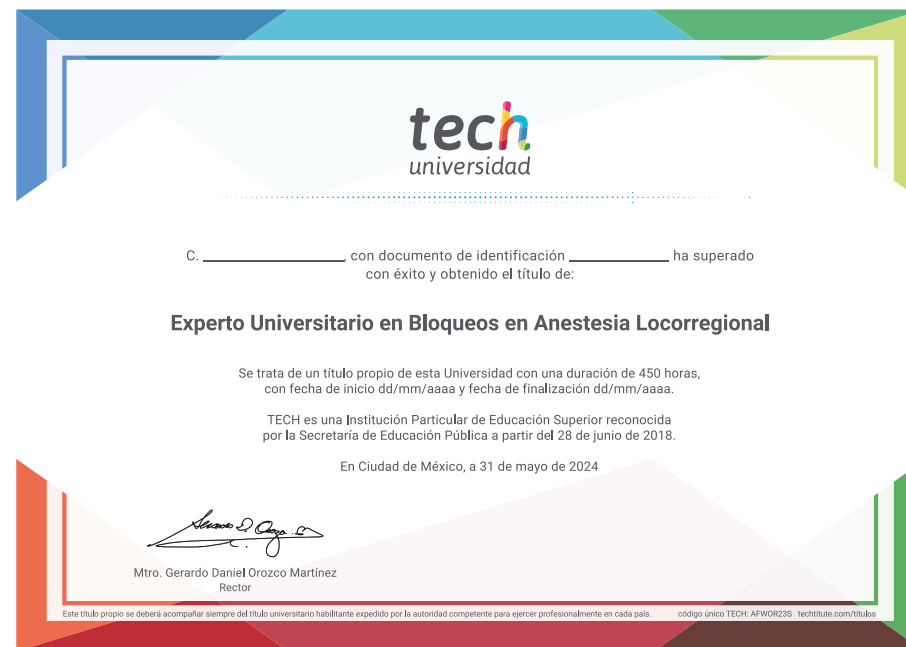 tech
universidad
C. ____________________, con documento de identificación ______________ ha superado
con éxito y obtenido el título de:
Experto Universitario en Bloqueos en Anestesia Locorregional
Se trata de un título propio de esta Universidad con una duración de 450 horas,
con fecha de inicio dd/mm/aaaa y fecha de finalización dd/mm/aaaa.
TECH es una Institución Particular de Educación Superior reconocida
por la Secretaría de Educación Pública a partir del 28 de junio de 2018.
En Ciudad de México, a 31 de mayo de 2024
Mtro. Gerardo Daniel Orozco Martínez
Rector
Este título propio se deberá acompañar siempre del título universitario habilitante expedido por la autoridad competente para ejercer profesionalmente en cada país. código único TECH: AFWOR23S techtitute.com/titulos